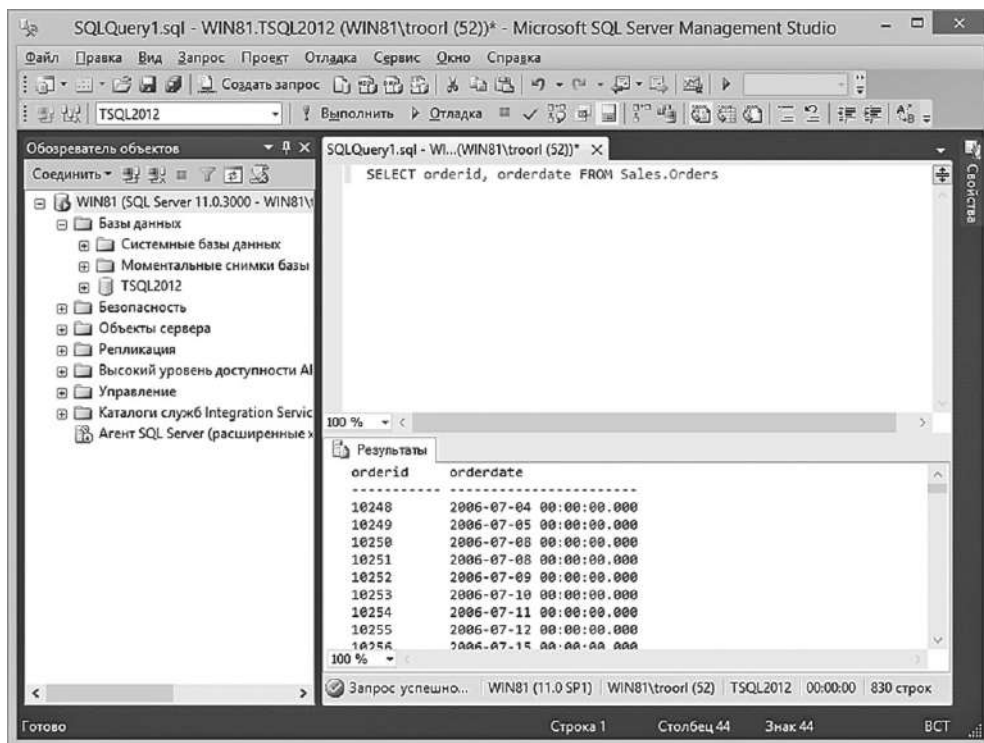 SQLQuery1.sql - WIN81.TSQL2012 (WIN81\troorl (52))* - Microsoft SQL Server Management Studio
Файл Правка Вид Запрос Проект Отладка Сервис Окно Справка
Создать запрос
TSQL2012 Выполнить Отладка
Обозреватель объектов
Соединить
WIN81 (SQL Server 11.0.3000 - WIN81\t
Базы данных
Системные базы данных
Моментальные снимки базы
TSQL2012
Безопасность
Объекты сервера
Репликация
Высокий уровень доступности Al
Управление
Каталоги служб Integration Servic
Агент SQL Server (расширенные х
SQLQuery1.sql - WI...(WIN81\troorl (52))*
SELECT orderid, orderdate FROM Sales.Orders
Свойства
100 %
Результаты
orderid orderdate
----------- -----------------------
10248 2006-07-04 00:00:00.000
10249 2006-07-05 00:00:00.000
10250 2006-07-08 00:00:00.000
10251 2006-07-08 00:00:00.000
10252 2006-07-09 00:00:00.000
10253 2006-07-10 00:00:00.000
10254 2006-07-11 00:00:00.000
10255 2006-07-12 00:00:00.000
10256 2006-07-15 00:00:00.000
100 %
Запрос успешно... WIN81 (11.0 SP1) WIN81\troorl (52) TSQL2012 00:00:00 830 строк
Готово Строка 1 Столбец 44 Знак 44 ВСТ